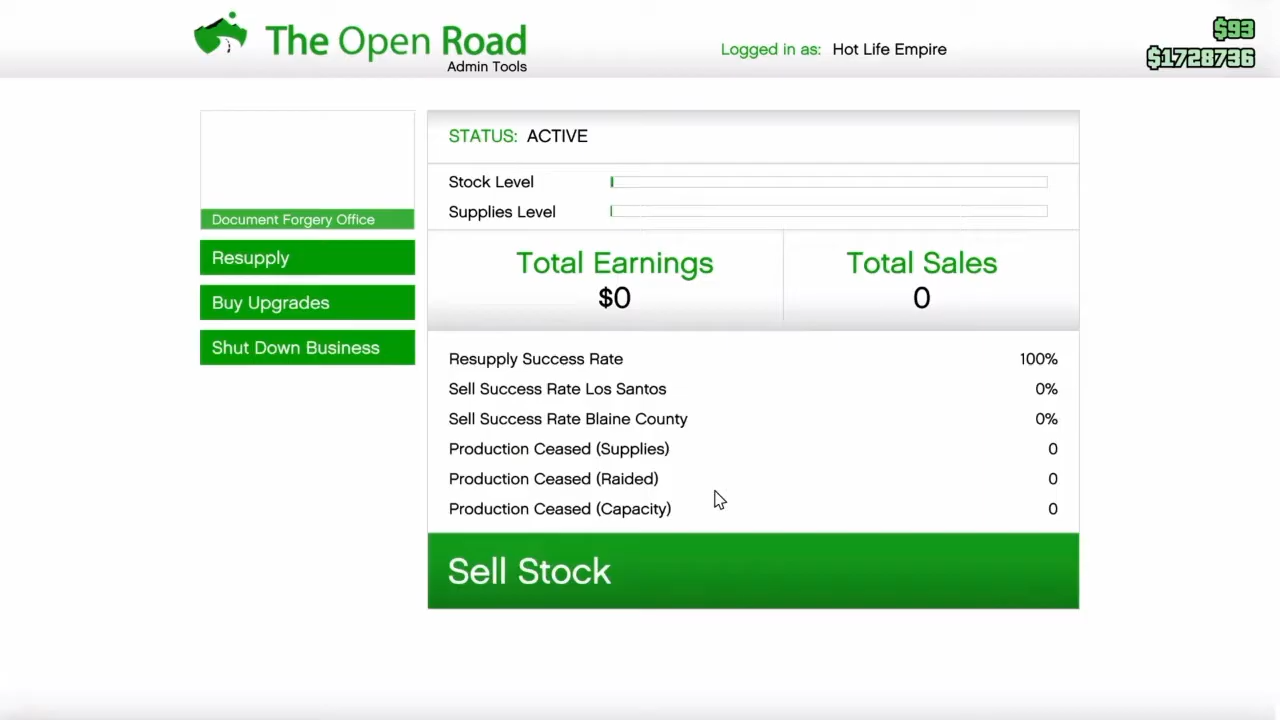 The Open Road
Admin Tools
Logged in as: Hot Life Empire
$93
$1728736
Document Forgery Office
Resupply
Buy Upgrades
Shut Down Business
STATUS: ACTIVE
Stock Level
Supplies Level
Total Earnings
$0
Total Sales
0
Resupply Success Rate 100%
Sell Success Rate Los Santos 0%
Sell Success Rate Blaine County 0%
Production Ceased (Supplies) 0
Production Ceased (Raided) 0
Production Ceased (Capacity) 0
Sell Stock